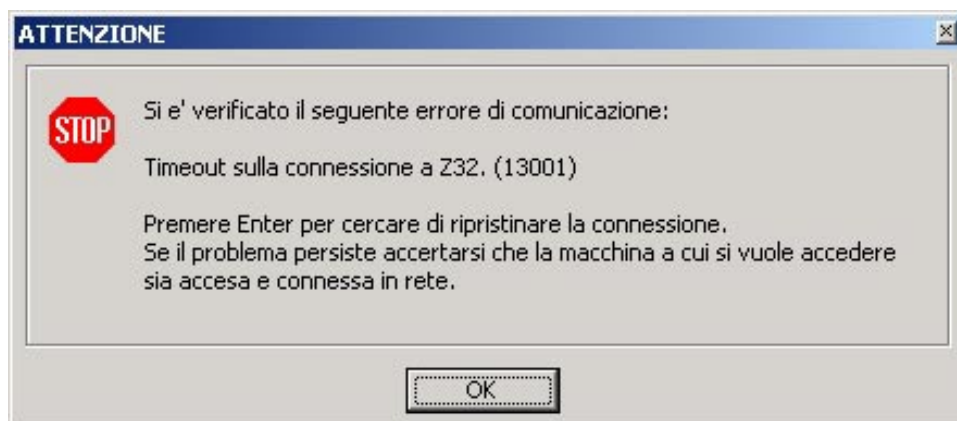 ATTENZIONE
STOP
Si e' verificato il seguente errore di comunicazione:
Timeout sulla connessione a Z32. (13001)
Premere Enter per cercare di ripristinare la connessione.
Se il problema persiste accertarsi che la macchina a cui si vuole accedere
sia accesa e connessa in rete.
OK